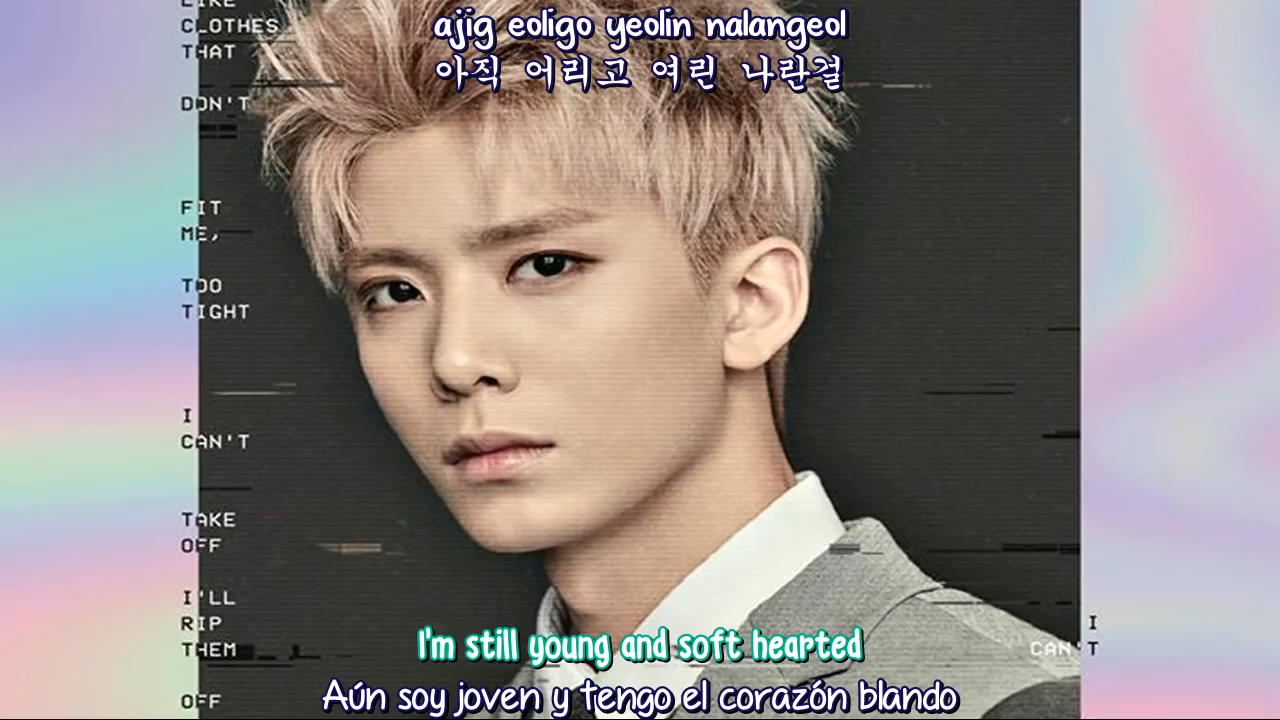 ajig eoligo yeolin nalangeol
아직 어리고 여린 나란걸
LIKE
CLOTHES
THAT
DON'T
FIT
ME,
TOO
TIGHT
I
CAN'T
TAKE
OFF
I'LL
RIP
THEM
OFF
I
CAN'T
I'm still young and soft hearted
Aún soy joven y tengo el corazón blando